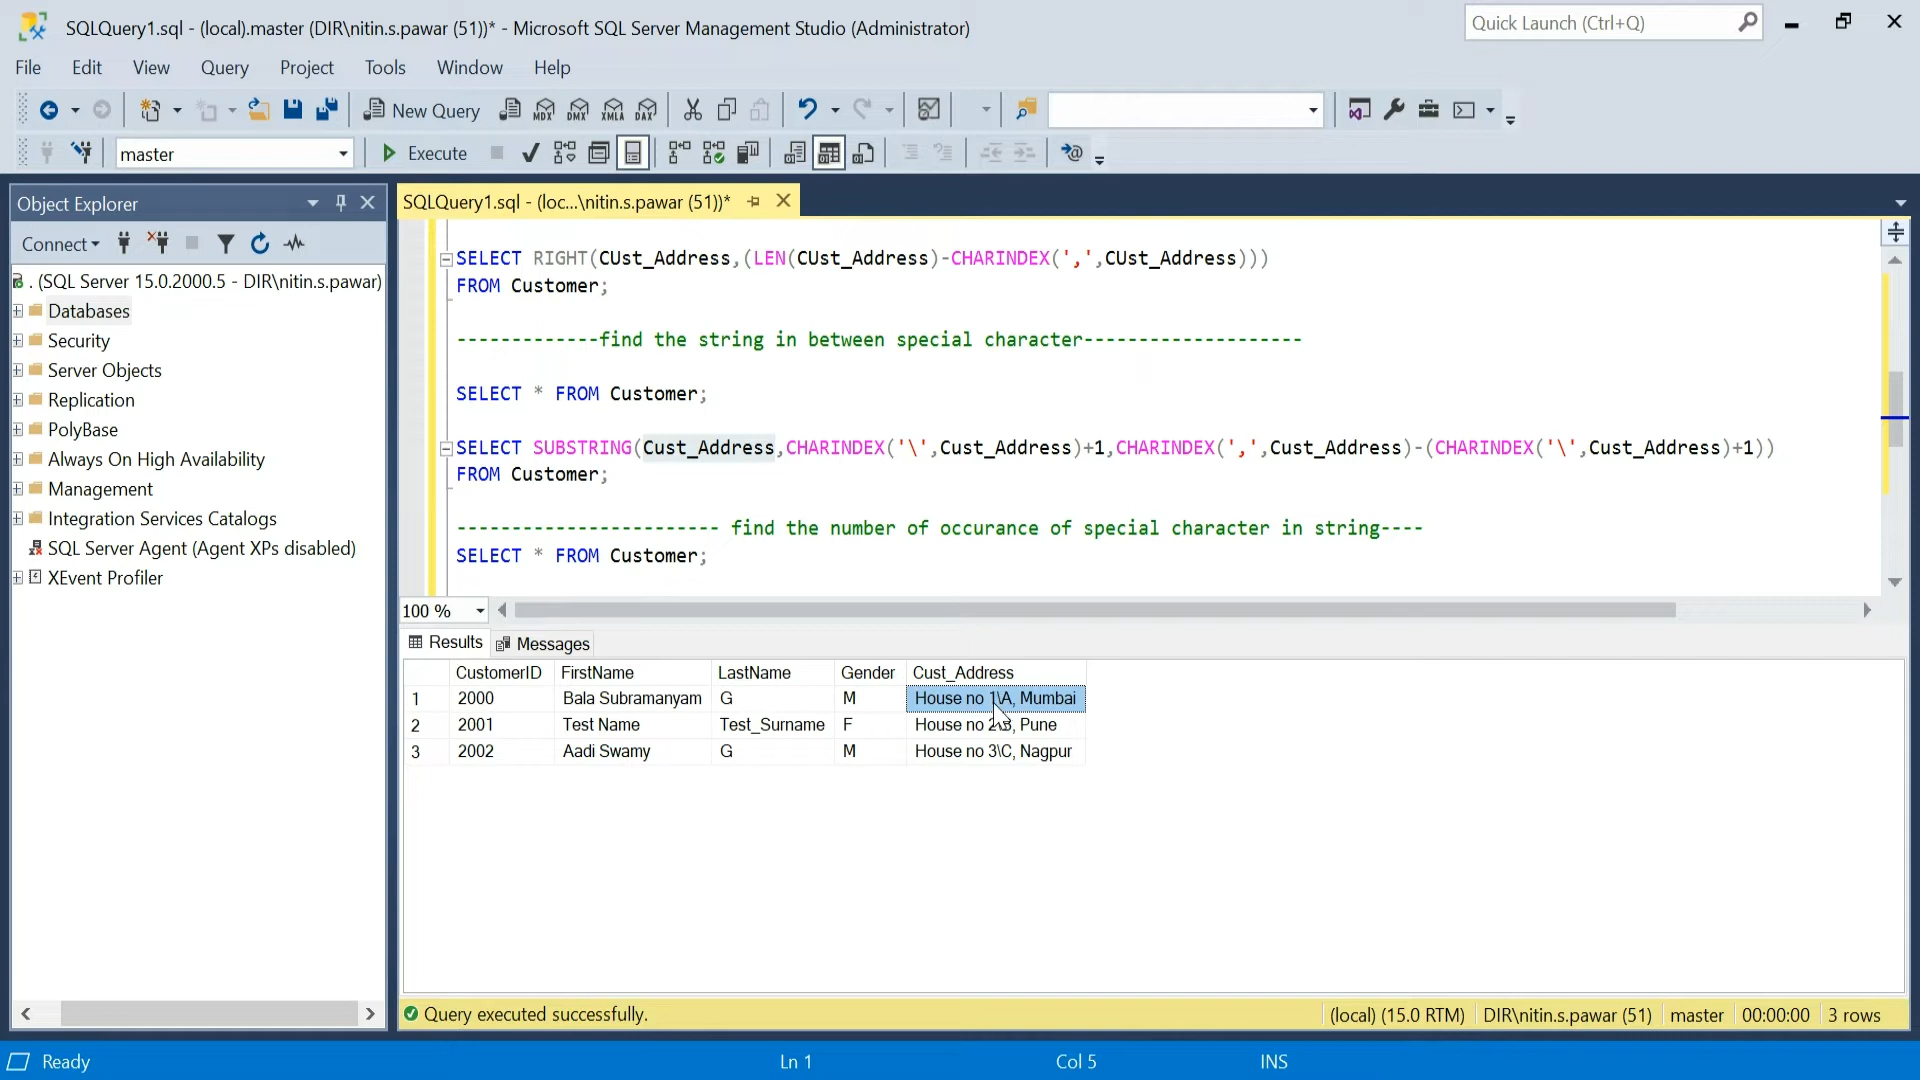 SQLQuery1.sql - (local).master (DIR\nitin.s.pawar (51))* - Microsoft SQL Server Management Studio (Administrator)
Quick Launch (Ctrl+Q)
File Edit View Query Project Tools Window Help
New Query MDX DMX XMLA DAX
master Execute
Object Explorer
SQLQuery1.sql - (loc...\nitin.s.pawar (51))*
Connect
. (SQL Server 15.0.2000.5 - DIR\nitin.s.pawar)
Databases
Security
Server Objects
Replication
PolyBase
Always On High Availability
Management
Integration Services Catalogs
SQL Server Agent (Agent XPs disabled)
XEvent Profiler
SELECT RIGHT(CUst_Address,(LEN(CUst_Address)-CHARINDEX(',',CUst_Address)))
FROM Customer;
-------------find the string in between special character--------------------
SELECT * FROM Customer;
SELECT SUBSTRING(Cust_Address,CHARINDEX('\',Cust_Address)+1,CHARINDEX(',',Cust_Address)-(CHARINDEX('\',Cust_Address)+1))
FROM Customer;
------------------------ find the number of occurance of special character in string----
SELECT * FROM Customer;
100 %
Results Messages
CustomerID FirstName LastName Gender Cust_Address
1 2000 Bala Subramanyam G M House no 1\A, Mumbai
2 2001 Test Name Test_Surname F House no 2\B, Pune
3 2002 Aadi Swamy G M House no 3\C, Nagpur
Query executed successfully.
(local) (15.0 RTM) DIR\nitin.s.pawar (51) master 00:00:00 3 rows
Ready Ln 1 Col 5 INS